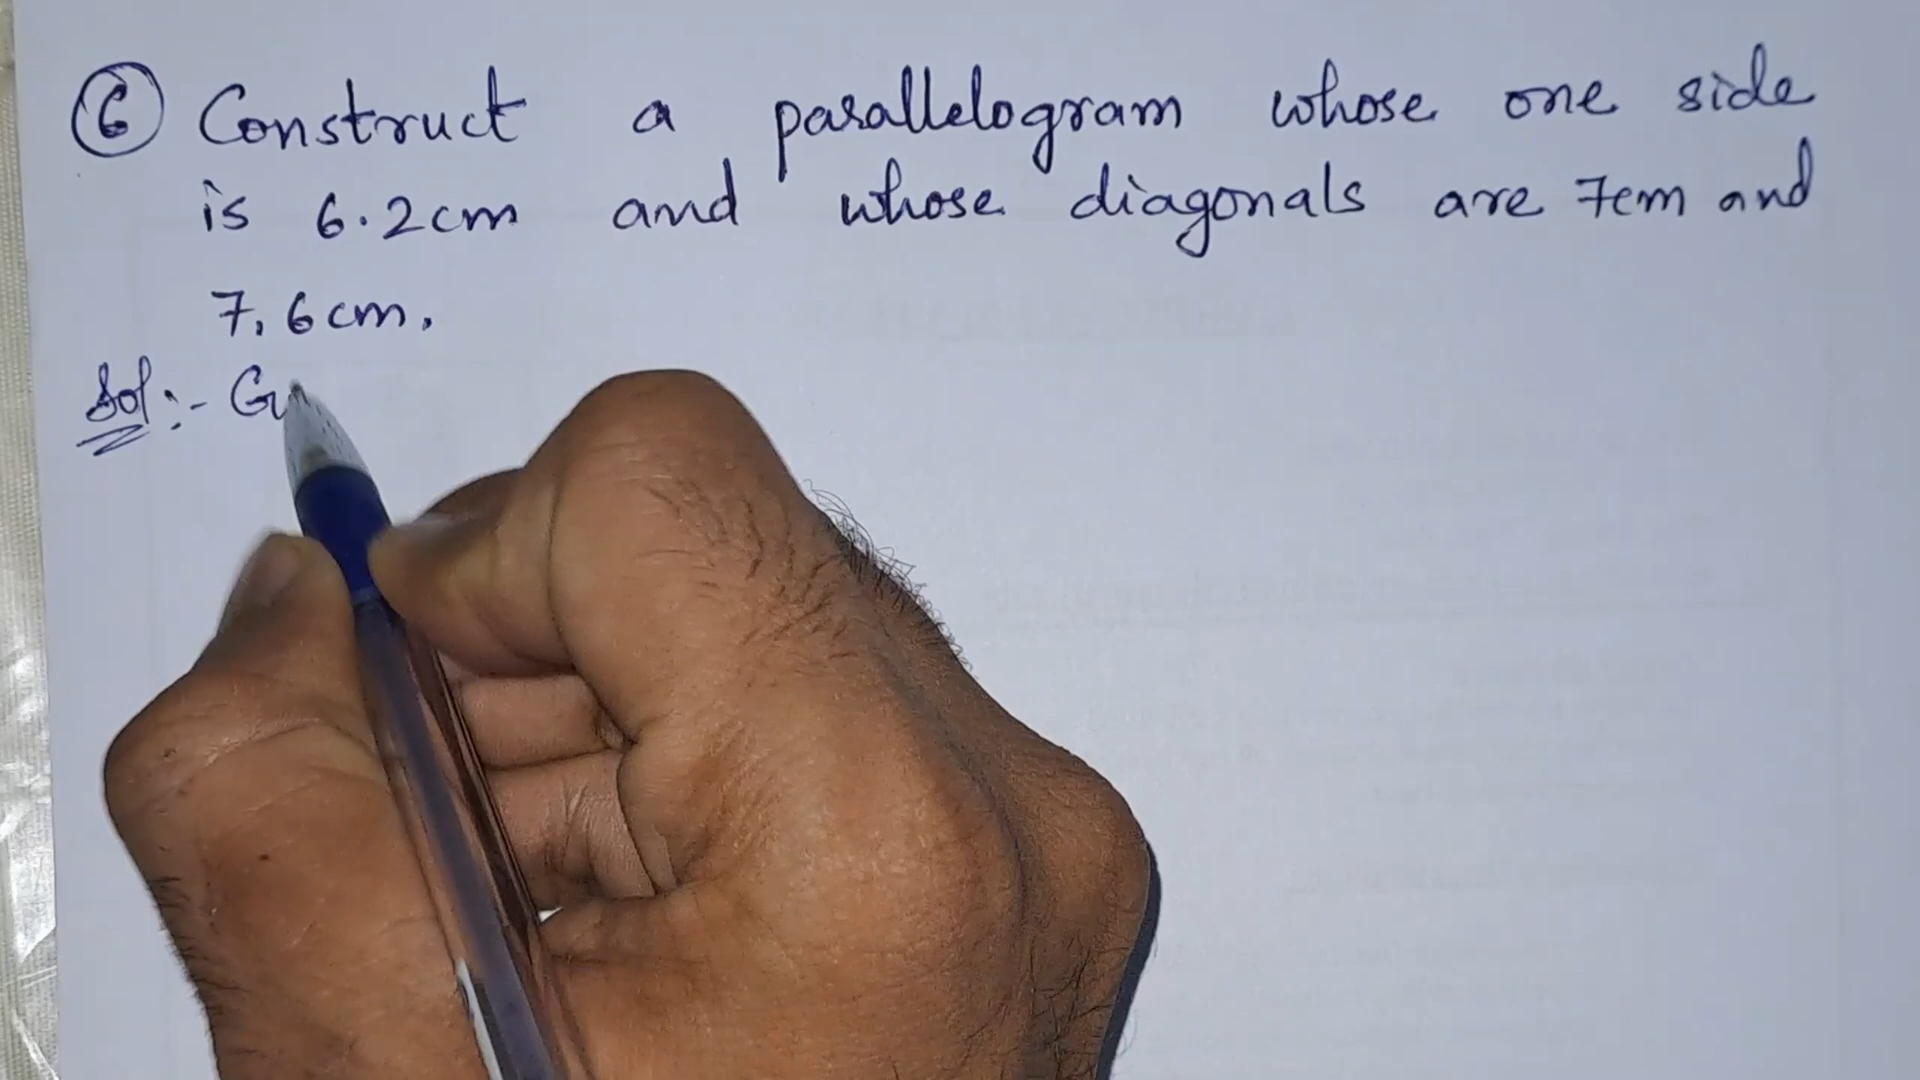 6 Construct a parallelogram whose one side
is 6.2cm and whose diagonals are 7cm and
7.6cm.
Sol:- G